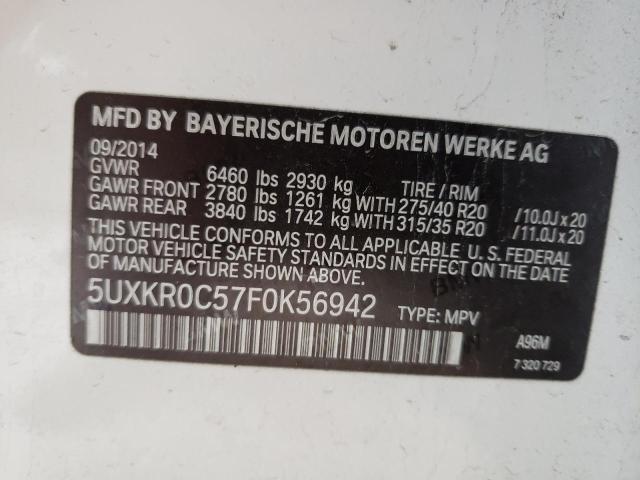 MFD BY BAYERISCHE MOTOREN WERKE AG
09/2014
GVWR 6460 lbs 2930 kg TIRE / RIM
GAWR FRONT 2780 lbs 1261 kg WITH 275/40 R20 /10.0J x 20
GAWR REAR 3840 lbs 1742 kg WITH 315/35 R20 /11.0J x 20
THIS VEHICLE CONFORMS TO ALL APPLICABLE U. S. FEDERAL
MOTOR VEHICLE SAFETY STANDARDS IN EFFECT ON THE DATE OF
MANUFACTURE SHOWN ABOVE.
5UXKR0C57F0K56942 TYPE: MPV
A96M
7 320 729